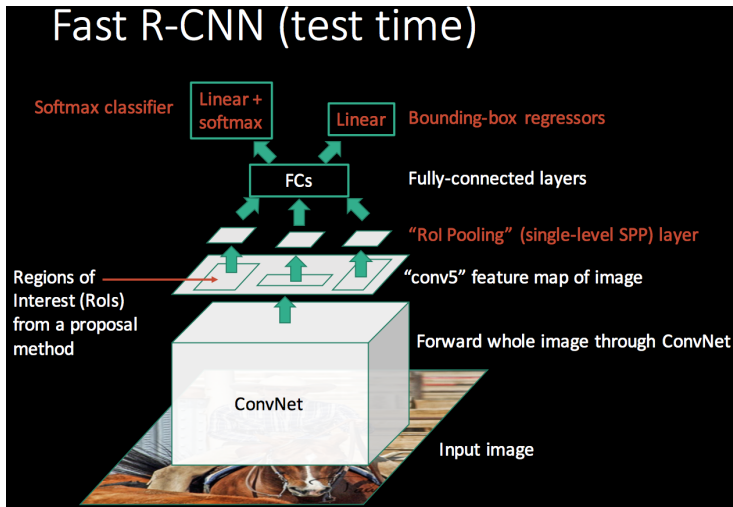 Fast R-CNN (test time)
Softmax classifier
Linear +
softmax
Linear
Bounding-box regressors
FCs
Fully-connected layers
“RoI Pooling” (single-level SPP) layer
Regions of
Interest (RoIs)
from a proposal
method
“conv5” feature map of image
Forward whole image through ConvNet
ConvNet
Input image